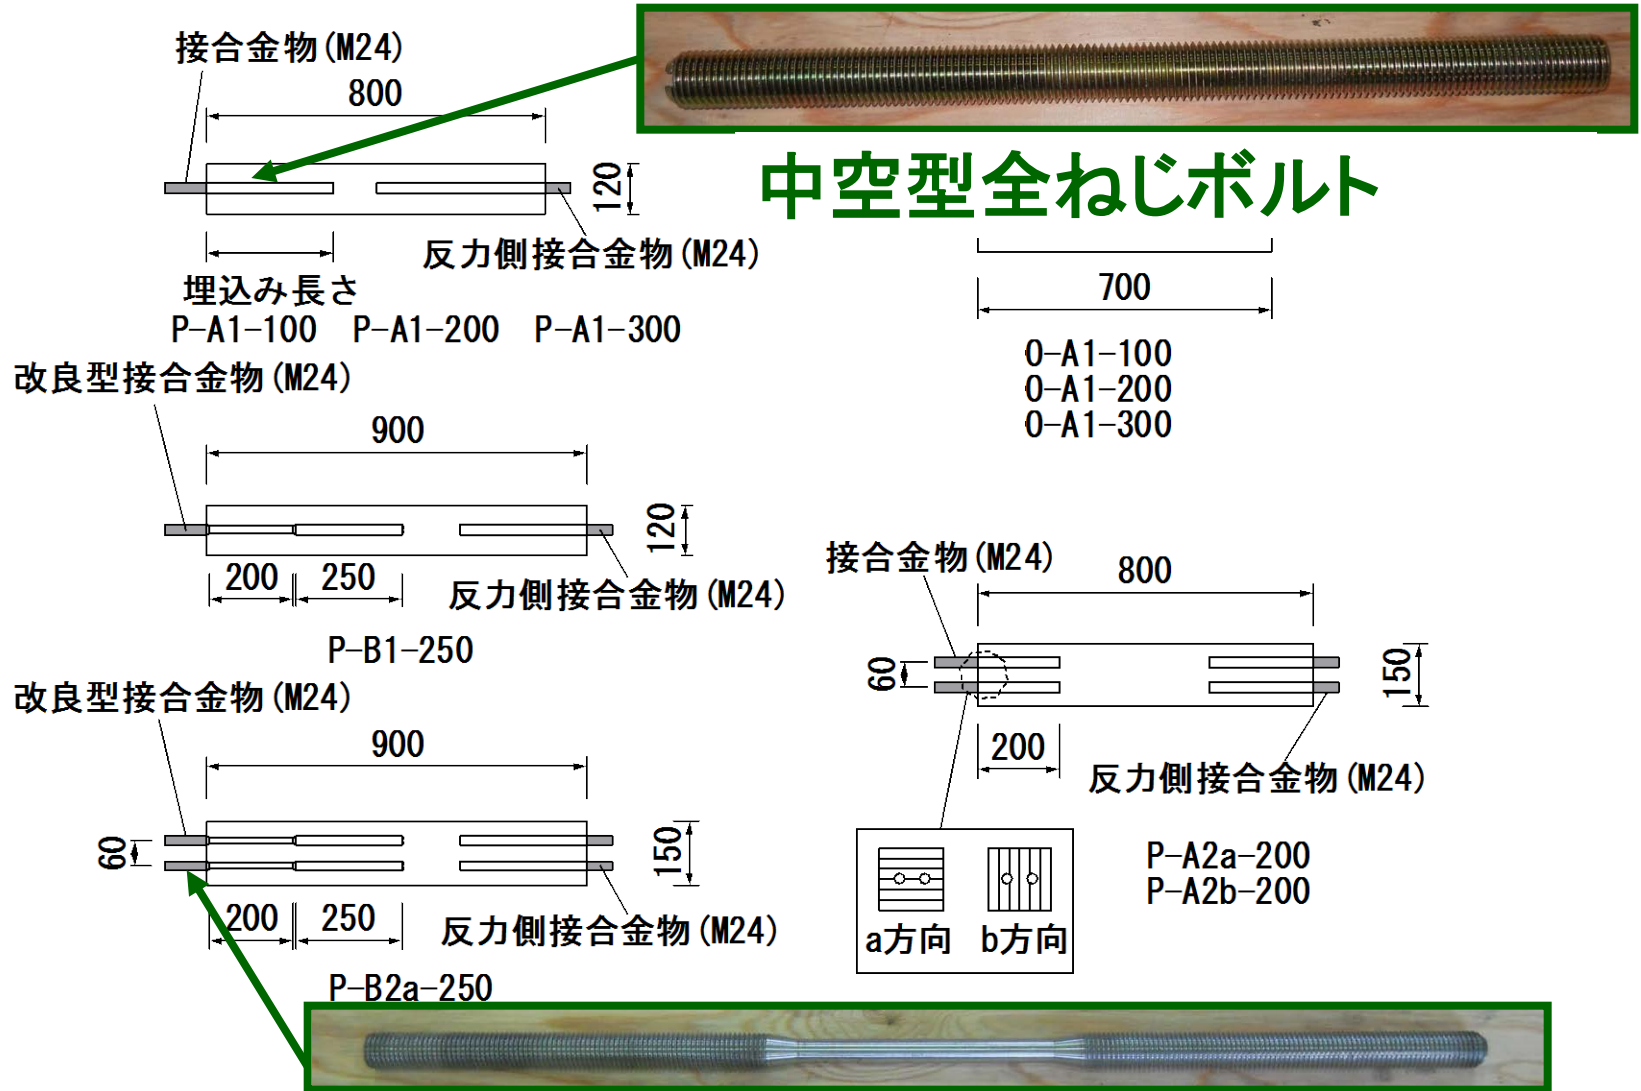 接合金物(M24)
800
120
反力側接合金物(M24)
埋込み長さ
P-A1-100 P-A1-200 P-A1-300
中空型全ねじボルト
700
O-A1-100
O-A1-200
O-A1-300
改良型接合金物(M24)
900
120
200 250
反力側接合金物(M24)
P-B1-250
接合金物(M24)
800
60
150
200
反力側接合金物(M24)
a方向 b方向
P-A2a-200
P-A2b-200
改良型接合金物(M24)
900
60
150
200 250
反力側接合金物(M24)
P-B2a-250